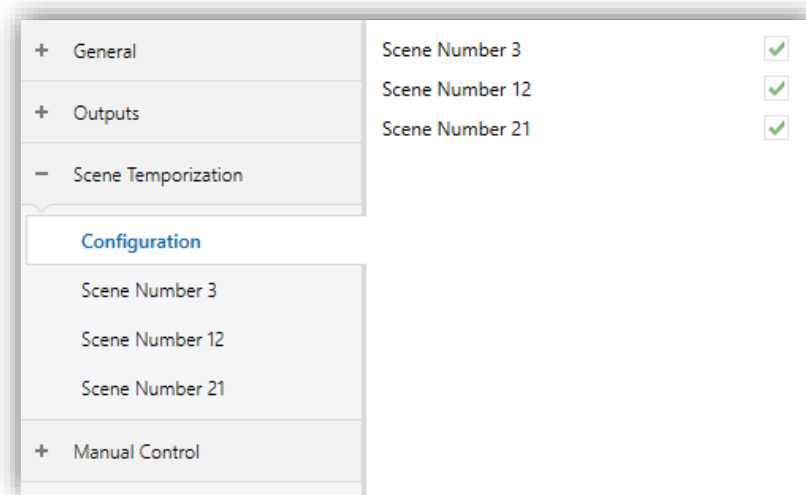 General
Outputs
Scene Temporization
Configuration
Scene Number 3
Scene Number 12
Scene Number 21
Manual Control
Scene Number 3
Scene Number 12
Scene Number 21